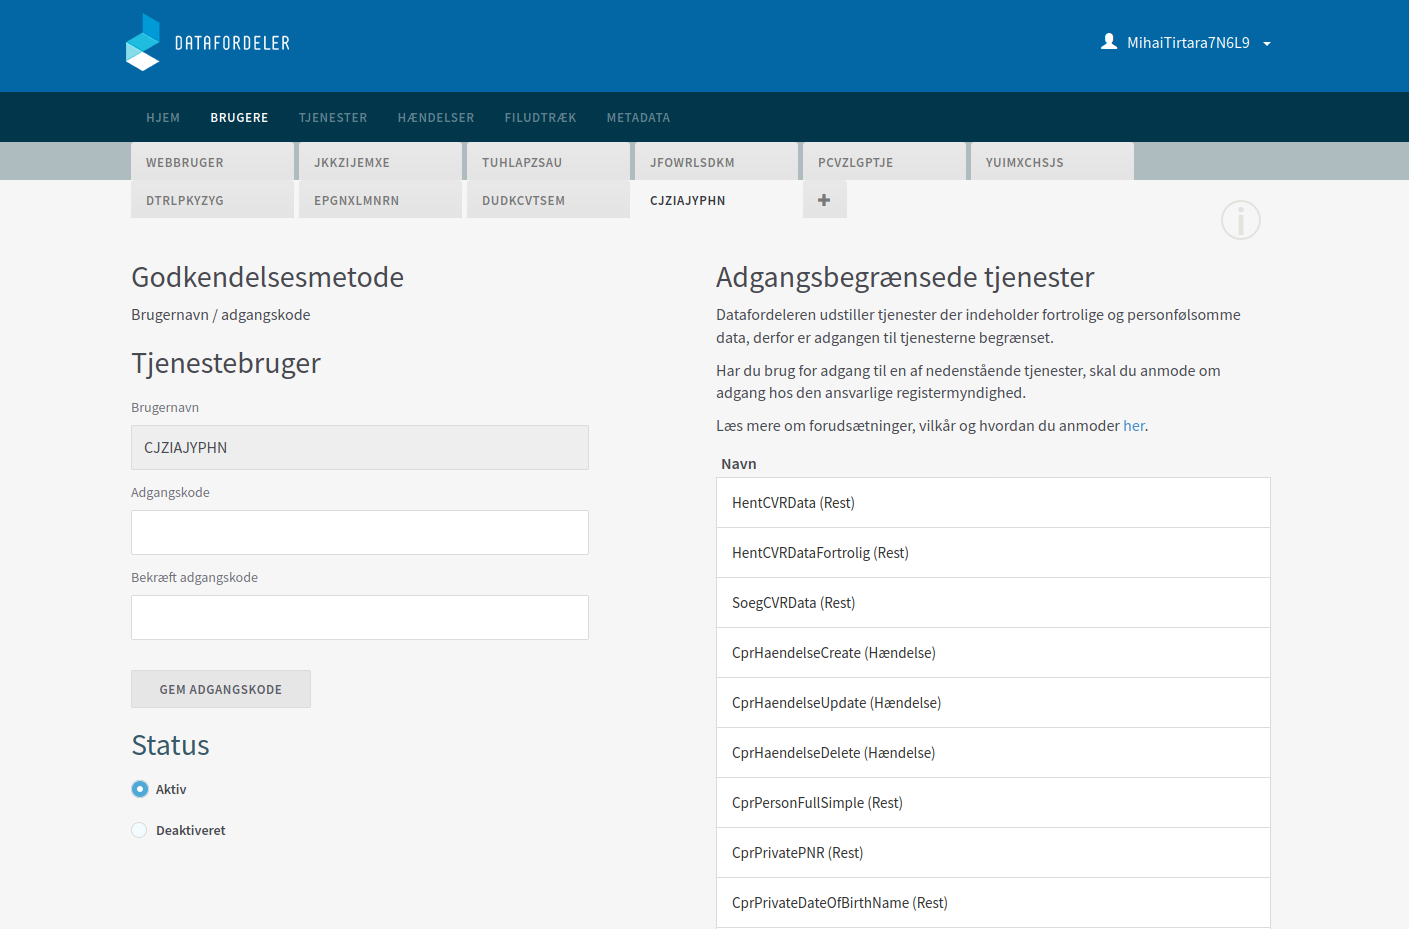 DATAFORDELER
MihaiTirtara7N6L9
HJEM BRUGERE TJENESTER HÆNDELSER FILUDTRÆK METADATA
WEBBRUGER JKKZIJEMXE TUHLAPZSAU JFOWRLSDKM PCVZLGPTJE YUIMXCHSJS
DTRLPKYZYG EPGNXLMNRN DUDKCVTSEM CJZIAJYPHN
Godkendelsesmetode
Brugernavn / adgangskode
Tjenestebruger
Brugernavn
CJZIAJYPHN
Adgangskode
Bekræft adgangskode
GEM ADGANGSKODE
Status
Aktiv
Deaktiveret
Adgangsbegrænsede tjenester
Datafordeleren udstiller tjenester der indeholder fortrolige og personfølsomme
data, derfor er adgangen til tjenesterne begrænset.
Har du brug for adgang til en af nedenstående tjenester, skal du anmode om
adgang hos den ansvarlige registermyndighed.
Læs mere om forudsætninger, vilkår og hvordan du anmoder her.
Navn
HentCVRData (Rest)
HentCVRDataFortrolig (Rest)
SoegCVRData (Rest)
CprHaendelseCreate (Hændelse)
CprHaendelseUpdate (Hændelse)
CprHaendelseDelete (Hændelse)
CprPersonFullSimple (Rest)
CprPrivatePNR (Rest)
CprPrivateDateOfBirthName (Rest)